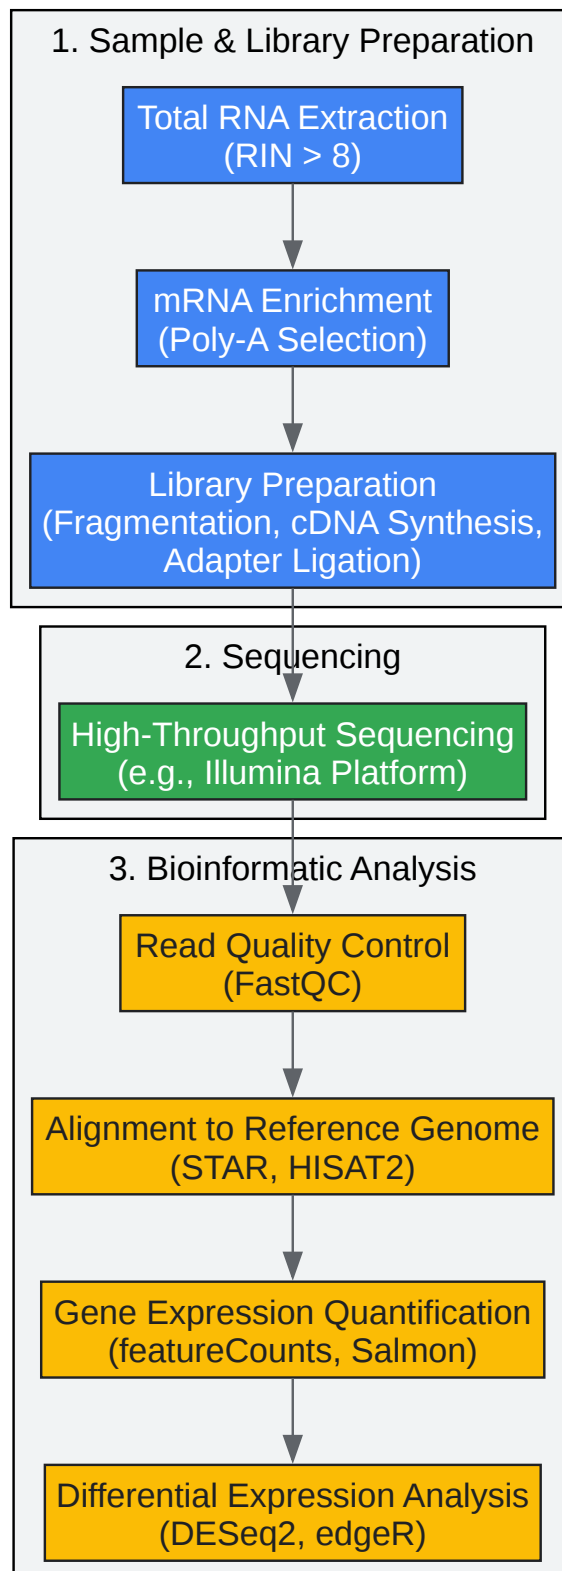 1. Sample & Library Preparation
Total RNA Extraction
(RIN > 8)
mRNA Enrichment
(Poly-A Selection)
Library Preparation
(Fragmentation, cDNA Synthesis,
Adapter Ligation)
2. Sequencing
High-Throughput Sequencing
(e.g., Illumina Platform)
3. Bioinformatic Analysis
Read Quality Control
(FastQC)
Alignment to Reference Genome
(STAR, HISAT2)
Gene Expression Quantification
(featureCounts, Salmon)
Differential Expression Analysis
(DESeq2, edgeR)